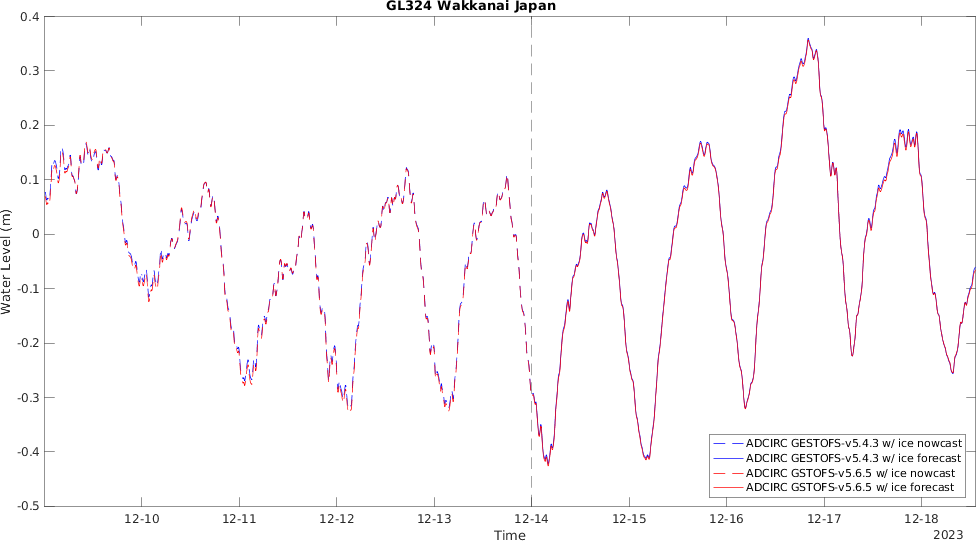 GL324 Wakkanai Japan
0.4
0.3
0.2
0.1
0
-0.1
-0.2
-0.3
-0.4
-0.5
Water Level (m)
ADCIRC GESTOFS-v5.4.3 w/ ice nowcast
ADCIRC GESTOFS-v5.4.3 w/ ice forecast
ADCIRC GSTOFS-v5.6.5 w/ ice nowcast
ADCIRC GSTOFS-v5.6.5 w/ ice forecast
12-10 12-11 12-12 12-13 12-14 12-15 12-16 12-17 12-18
Time
2023